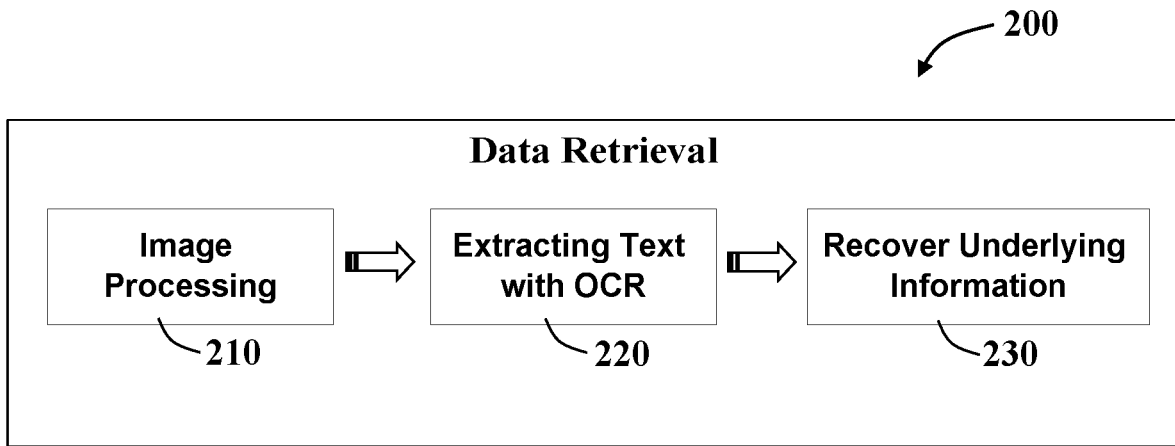 200
Data Retrieval
Image
Processing
Extracting Text
with OCR
Recover Underlying
Information
210
220
230